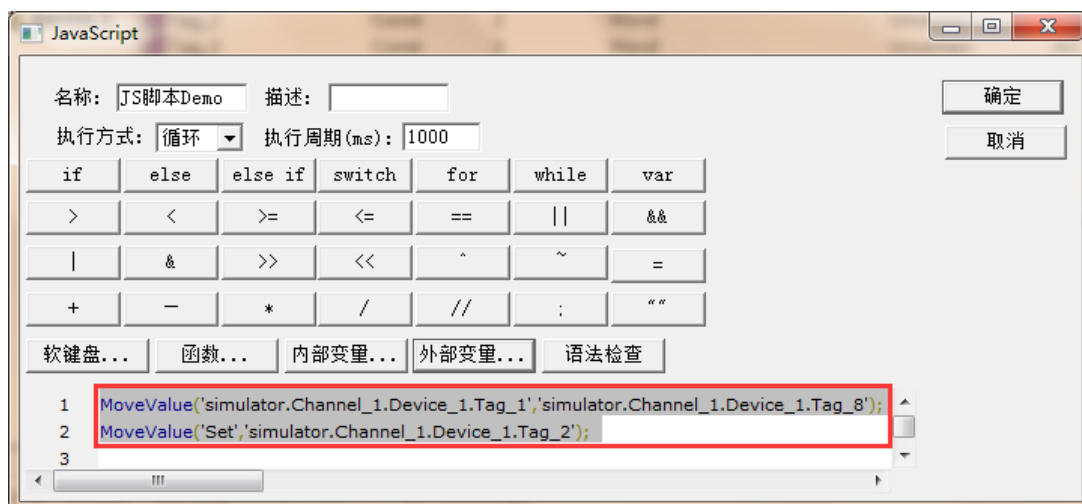 JavaScript
名称: JS脚本Demo 描述:
确定
执行方式: 循环 执行周期(ms): 1000
取消
if else else if switch for while var
> < >= <= == || &&
| & >> << ^ ~ =
+ — * / // ; “”
软键盘... 函数... 内部变量... 外部变量... 语法检查
1 MoveValue('simulator.Channel_1.Device_1.Tag_1','simulator.Channel_1.Device_1.Tag_8');
2 MoveValue('Set','simulator.Channel_1.Device_1.Tag_2');
3